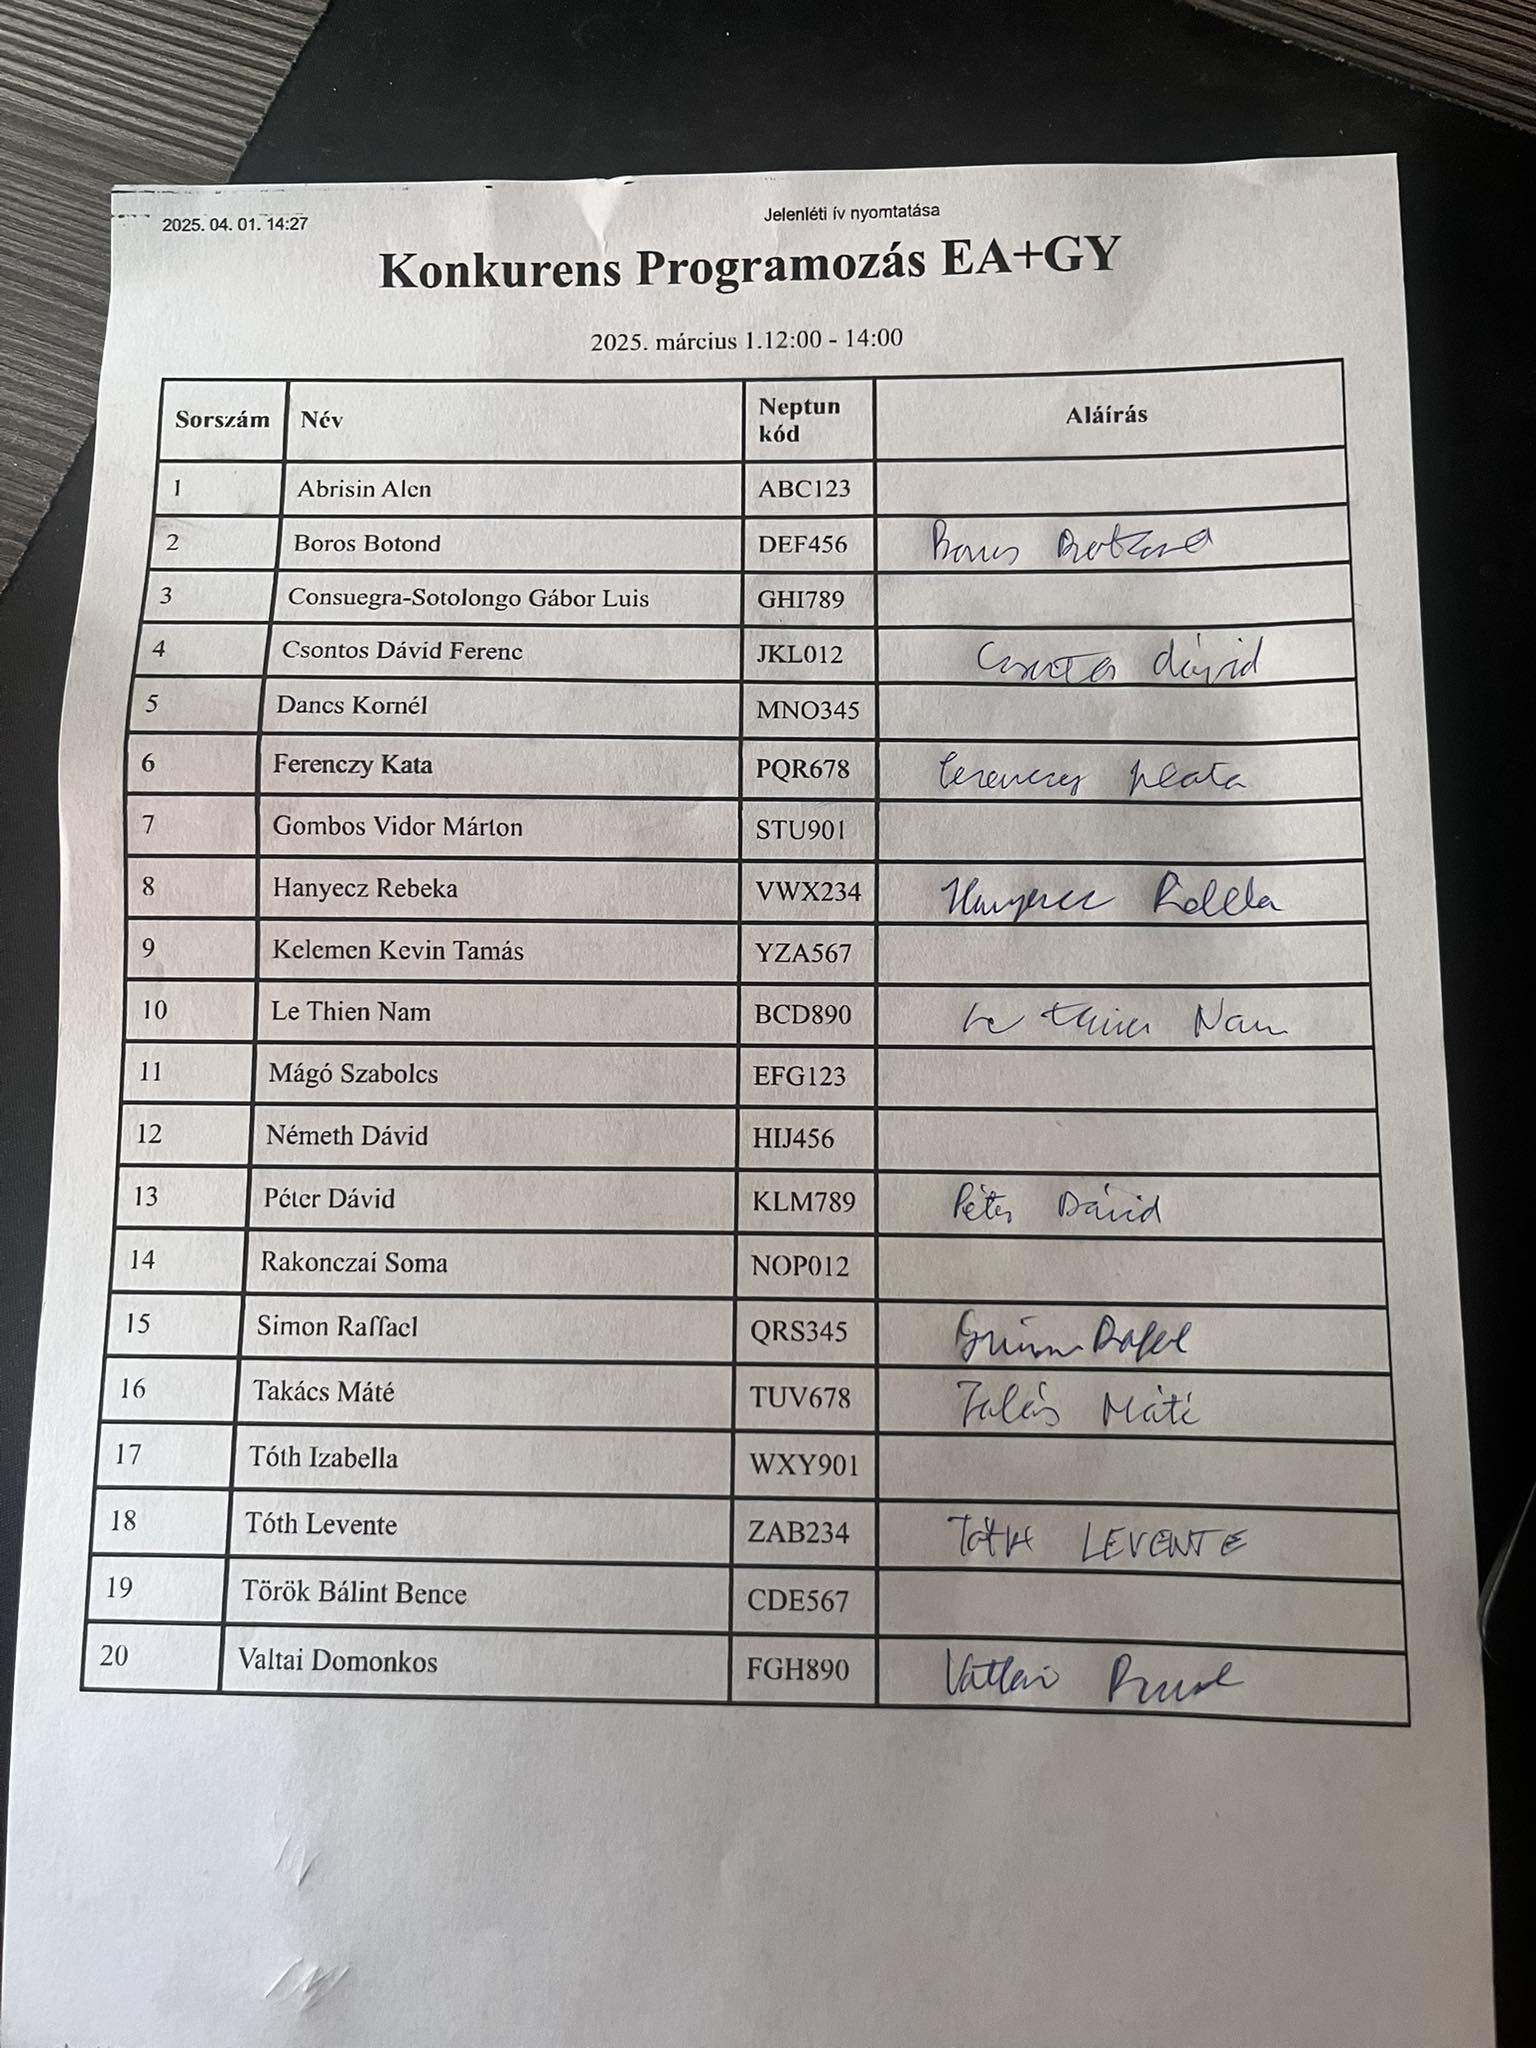 2025. 04. 01. 14:27 Jelenléti ív nyomtatása
Konkurens Programozás EA+GY
2025. március 1.12:00 - 14:00
Sorszám Név Neptun kód Aláírás
1 Abrisin Alen ABC123
2 Boros Botond DEF456 Boros Botond
3 Consuegra-Sotolongo Gábor Luis GHI789
4 Csontos Dávid Ferenc JKL012 Csontos dávid
5 Dancs Kornél MNO345
6 Ferenczy Kata PQR678 Ferenczy Kata
7 Gombos Vidor Márton STU901
8 Hanyecz Rebeka VWX234 Hanyecz Rebeka
9 Kelemen Kevin Tamás YZA567
10 Le Thien Nam BCD890 Le thien Nam
11 Mágó Szabolcs EFG123
12 Németh Dávid HIJ456
13 Péter Dávid KLM789 Péter Dávid
14 Rakonczai Soma NOP012
15 Simon Raffael QRS345 Simon
16 Takács Máté TUV678 Takács Máté
17 Tóth Izabella WXY901
18 Tóth Levente ZAB234 TóTH LEVENTE
19 Török Bálint Bence CDE567
20 Valtai Domonkos FGH890 Valtai